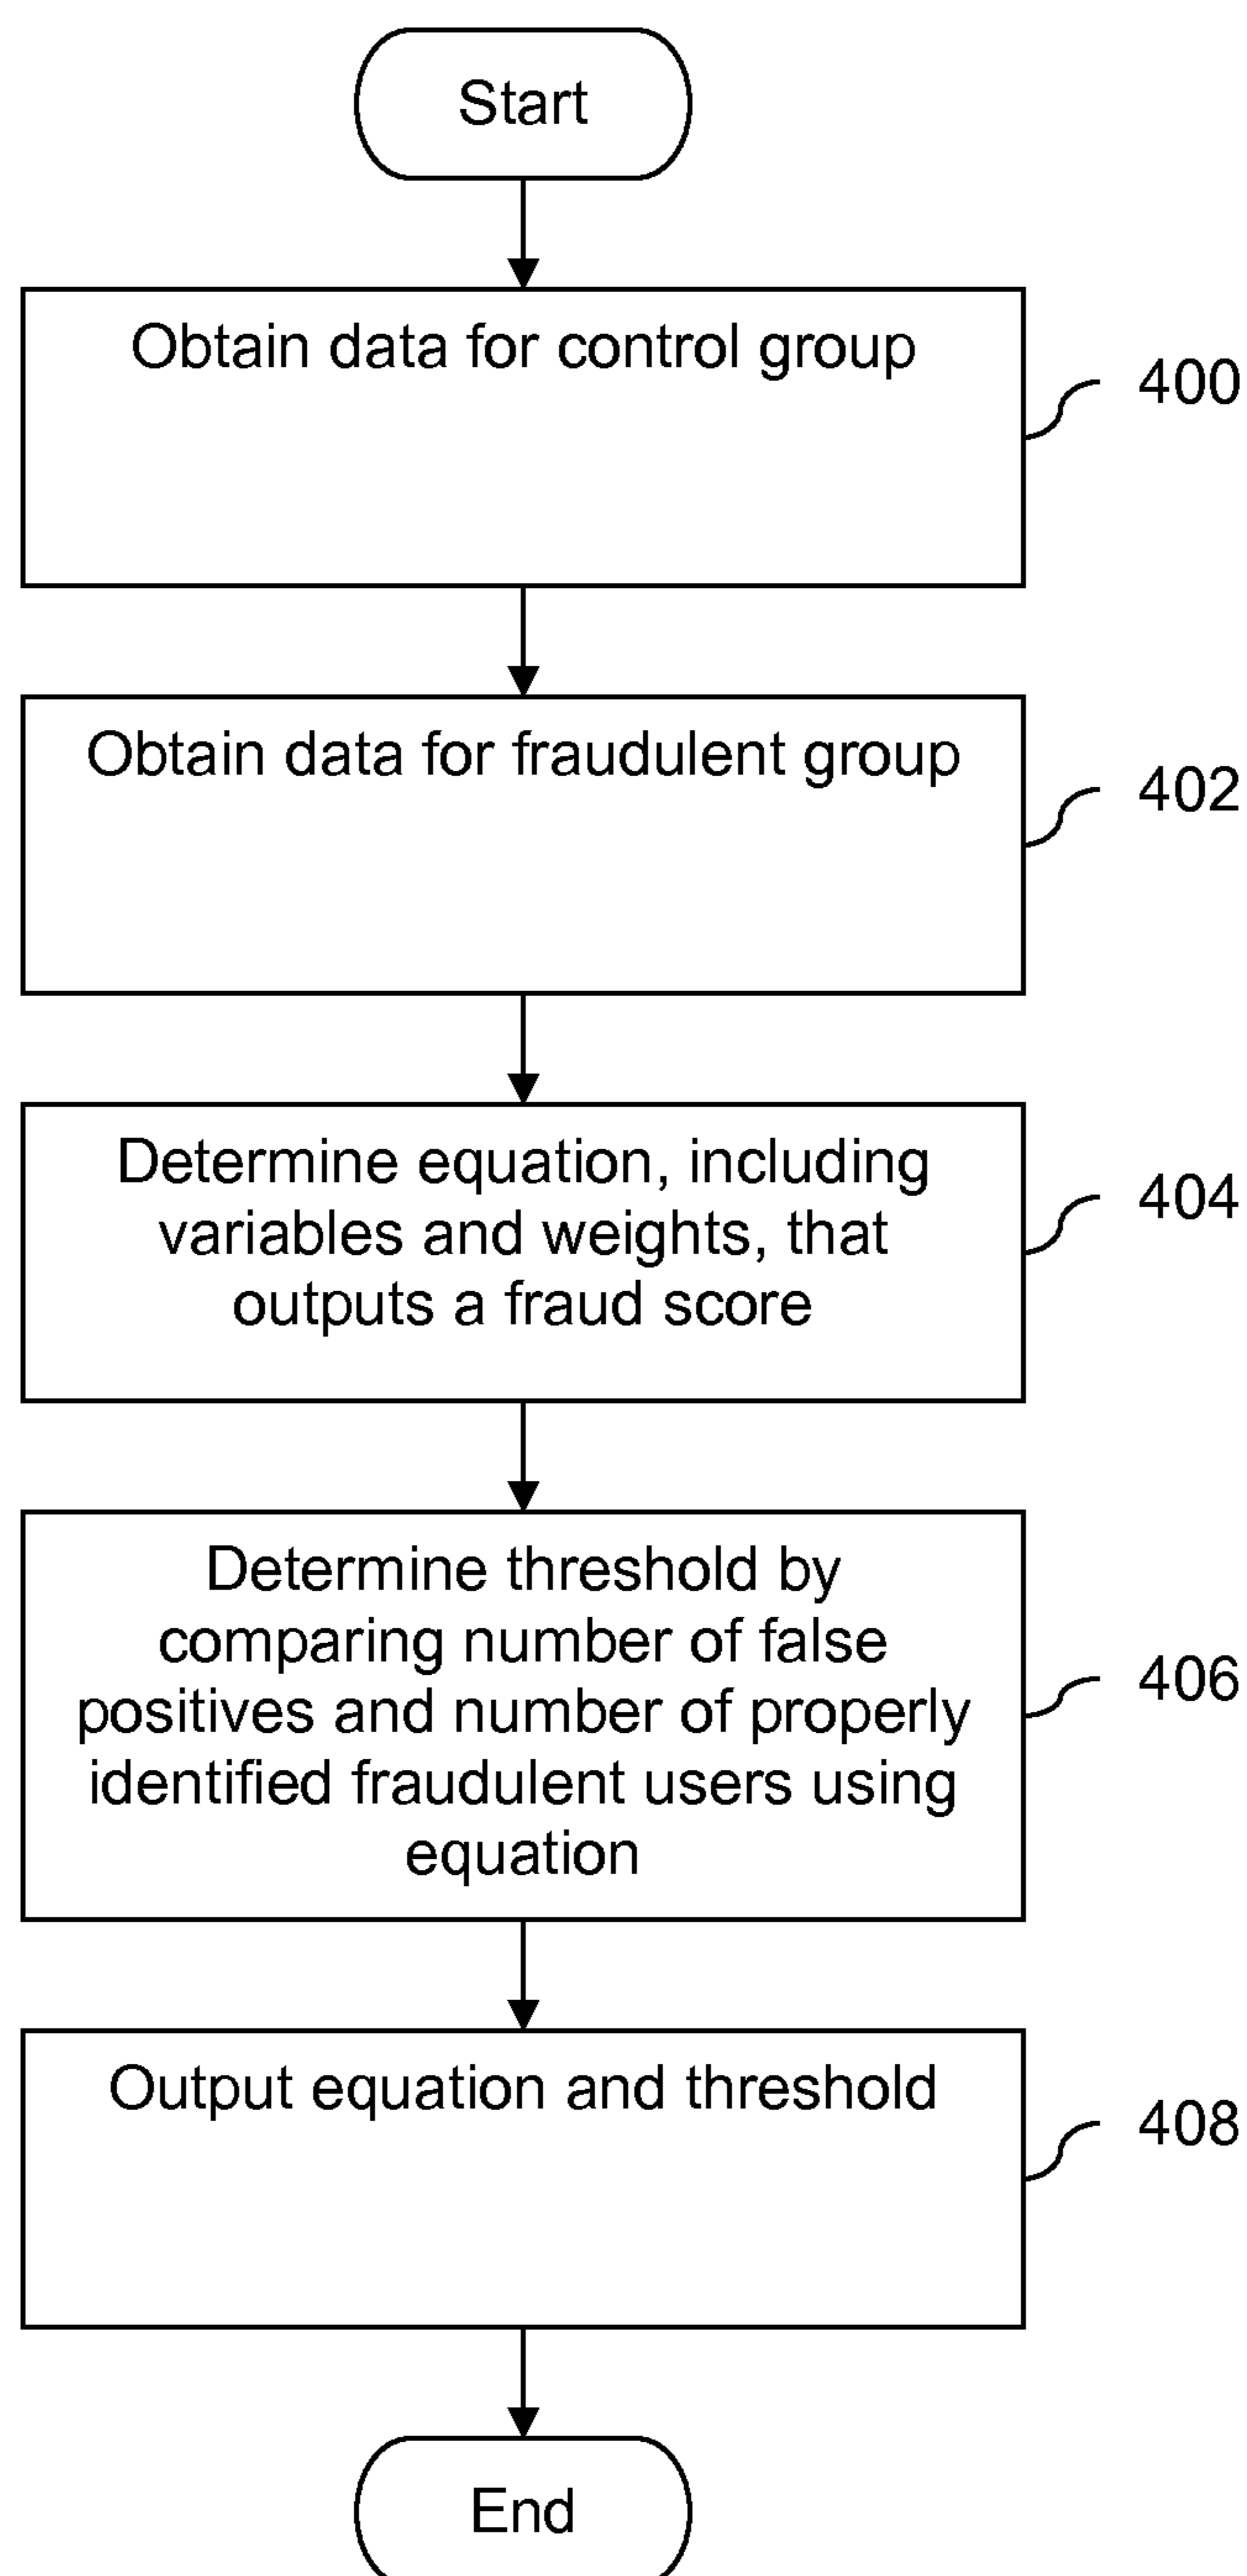 Start
Obtain data for control group
400
Obtain data for fraudulent group
402
Determine equation, including
variables and weights, that
outputs a fraud score
404
Determine threshold by
comparing number of false
positives and number of properly
identified fraudulent users using
equation
406
Output equation and threshold
408
End